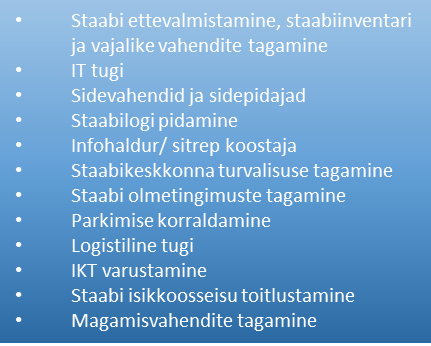 • Staabi ettevalmistamine, staabiinventari
ja vajalike vahendite tagamine
• IT tugi
• Sidevahendid ja sidepidajad
• Staabilogi pidamine
• Infohaldur/ sitrep koostaja
• Staabikeskkonna turvalisuse tagamine
• Staabi olmetingimuste tagamine
• Parkimise korraldamine
• Logistiline tugi
• IKT varustamine
• Staabi isikkoosseisu toitlustamine
• Magamisvahendite tagamine